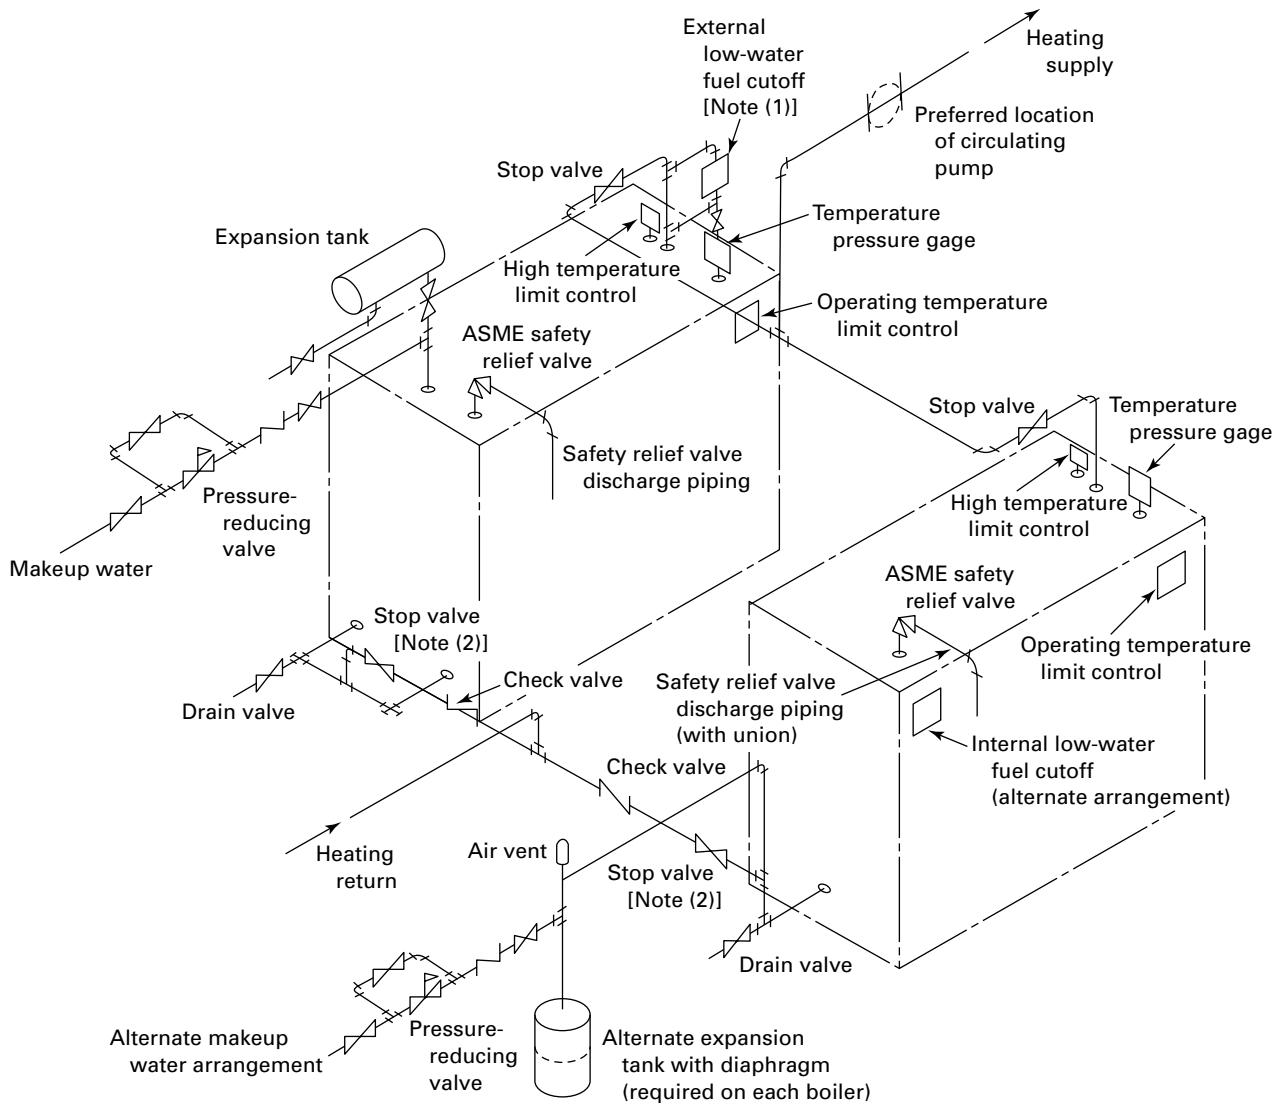 External
low-water
fuel cutoff
[Note (1)]
Heating
supply
Preferred location
of circulating
pump
Stop valve
Temperature
pressure gage
Expansion tank
High temperature
limit control
Operating temperature
limit control
ASME safety
relief valve
Stop valve
Temperature
pressure gage
Safety relief valve
discharge piping
Pressure-
reducing
valve
High temperature
limit control
Makeup water
ASME safety
relief valve
Stop valve
[Note (2)]
Operating temperature
limit control
Check valve
Safety relief valve
discharge piping
(with union)
Drain valve
Internal low-water
fuel cutoff
(alternate arrangement)
Check valve
Heating
return
Air vent
Stop valve
[Note (2)]
Drain valve
Alternate makeup
water arrangement
Pressure-
reducing
valve
Alternate expansion
tank with diaphragm
(required on each boiler)